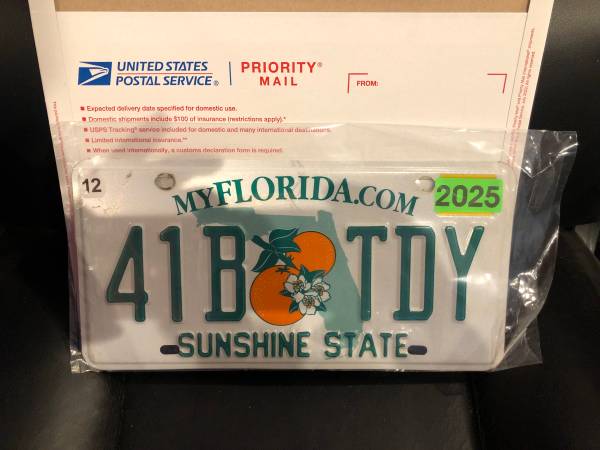 UNITED STATES
POSTAL SERVICE®
PRIORITY®
MAIL
FROM:
Expected delivery date specified for domestic use.
Domestic shipments include $100 of insurance (restrictions apply).*
USPS Tracking® service included for domestic and many international destinations.
Limited international insurance.**
When used internationally, a customs declaration form is required.
12
MYFLORIDA.COM
2025
41B TDY
SUNSHINE STATE